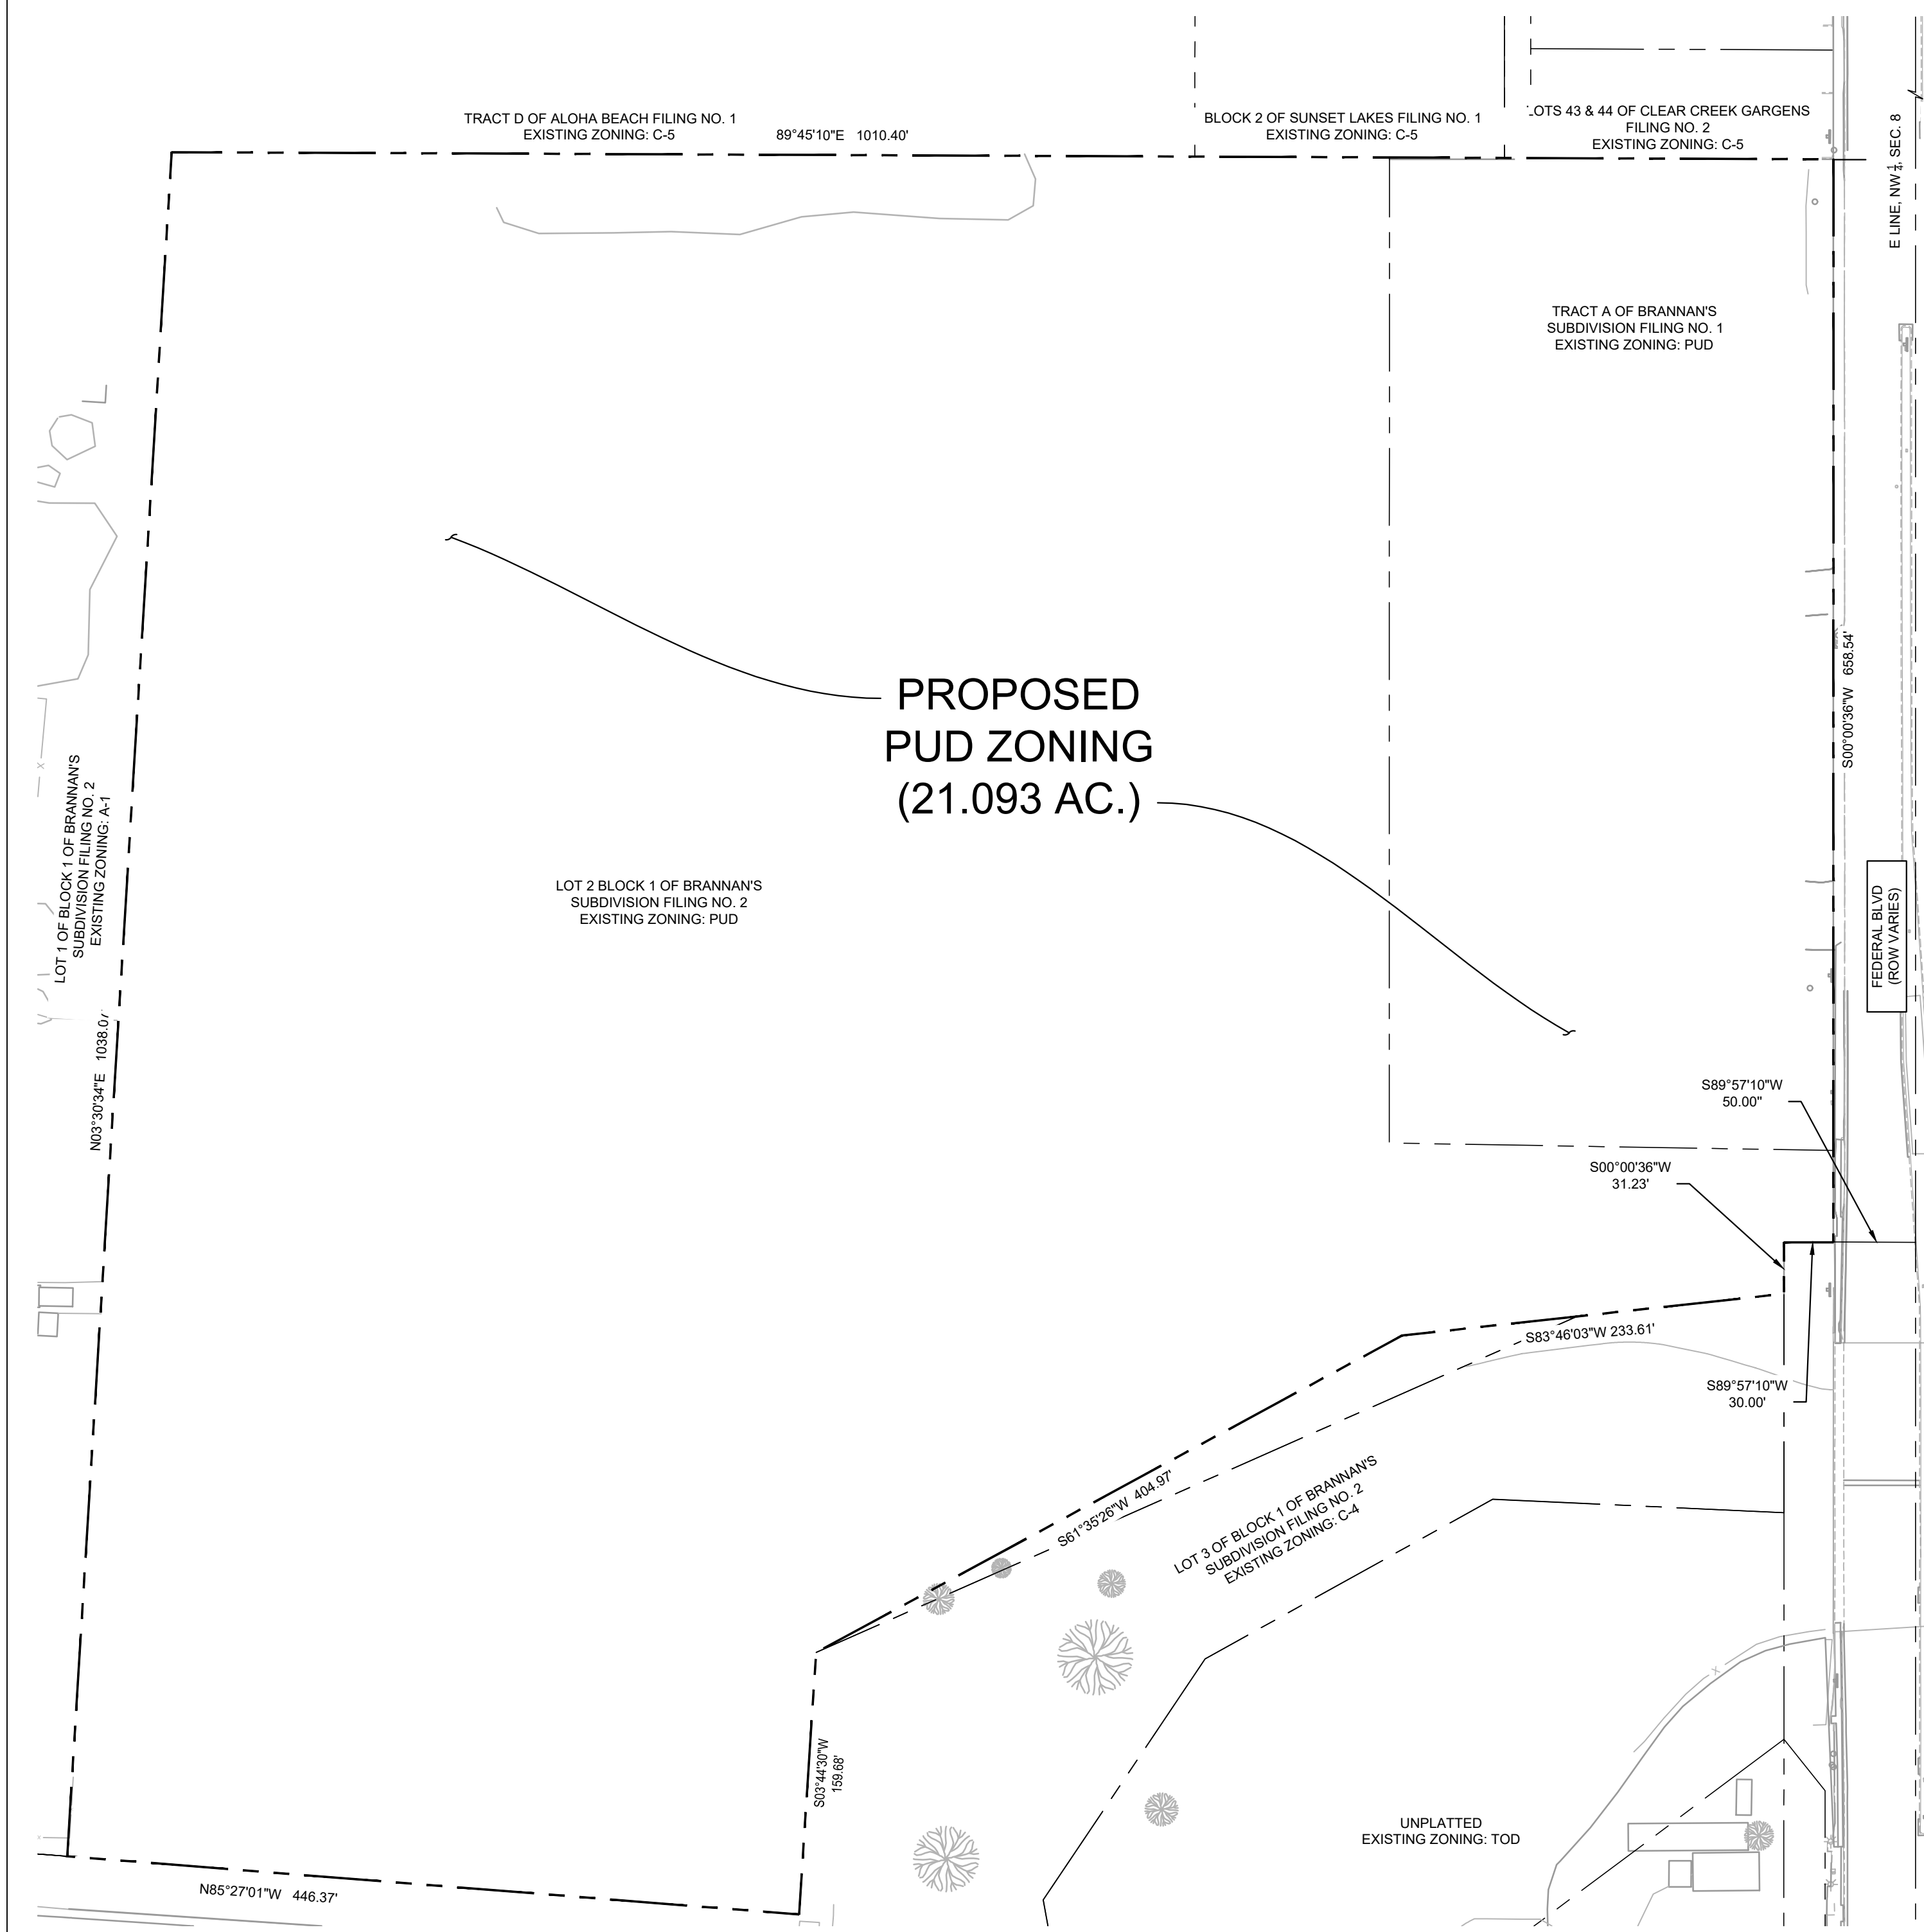 TRACT D OF ALOHA BEACH FILING NO. 1
EXISTING ZONING: C-5
89°45'10"E 1010.40'
BLOCK 2 OF SUNSET LAKES FILING NO. 1
EXISTING ZONING: C-5
LOTS 43 & 44 OF CLEAR CREEK GARGENS
FILING NO. 2
EXISTING ZONING: C-5
E LINE, NW 1/4, SEC. 8
TRACT A OF BRANNAN'S
SUBDIVISION FILING NO. 1
EXISTING ZONING: PUD
S00°00'36"W 658.54'
PROPOSED
PUD ZONING
(21.093 AC.)
LOT 1 OF BLOCK 1 OF BRANNAN'S
SUBDIVISION FILING NO. 2
EXISTING ZONING: A-1
LOT 2 BLOCK 1 OF BRANNAN'S
SUBDIVISION FILING NO. 2
EXISTING ZONING: PUD
FEDERAL BLVD
(ROW VARIES)
N03°30'34"E 1038.07'
S89°57'10"W
50.00"
S00°00'36"W
31.23'
S83°46'03"W 233.61'
S89°57'10"W
30.00'
S61°35'26"W 404.97'
LOT 3 OF BLOCK 1 OF BRANNAN'S
SUBDIVISION FILING NO. 2
EXISTING ZONING: C-4
S03°44'30"W
159.68'
UNPLATTED
EXISTING ZONING: TOD
N85°27'01"W 446.37'